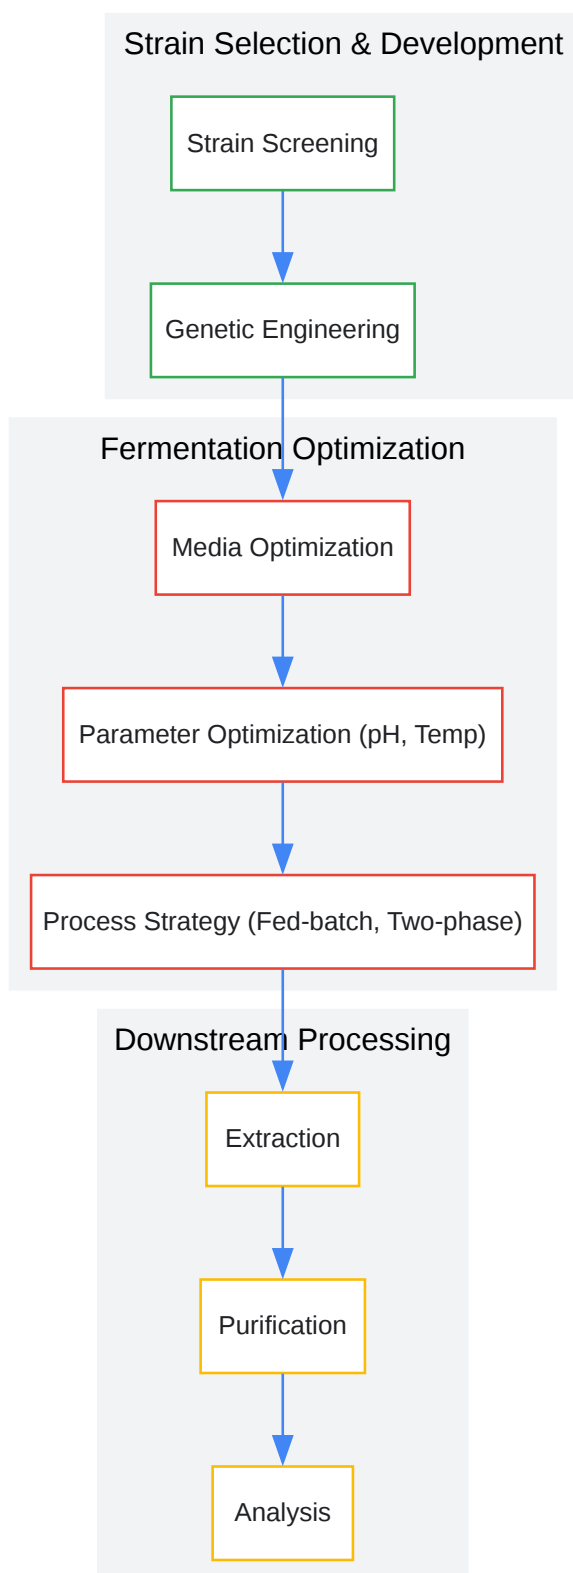 Strain Selection & Development
Strain Screening
Genetic Engineering
Fermentation Optimization
Media Optimization
Parameter Optimization (pH, Temp)
Process Strategy (Fed-batch, Two-phase)
Downstream Processing
Extraction
Purification
Analysis